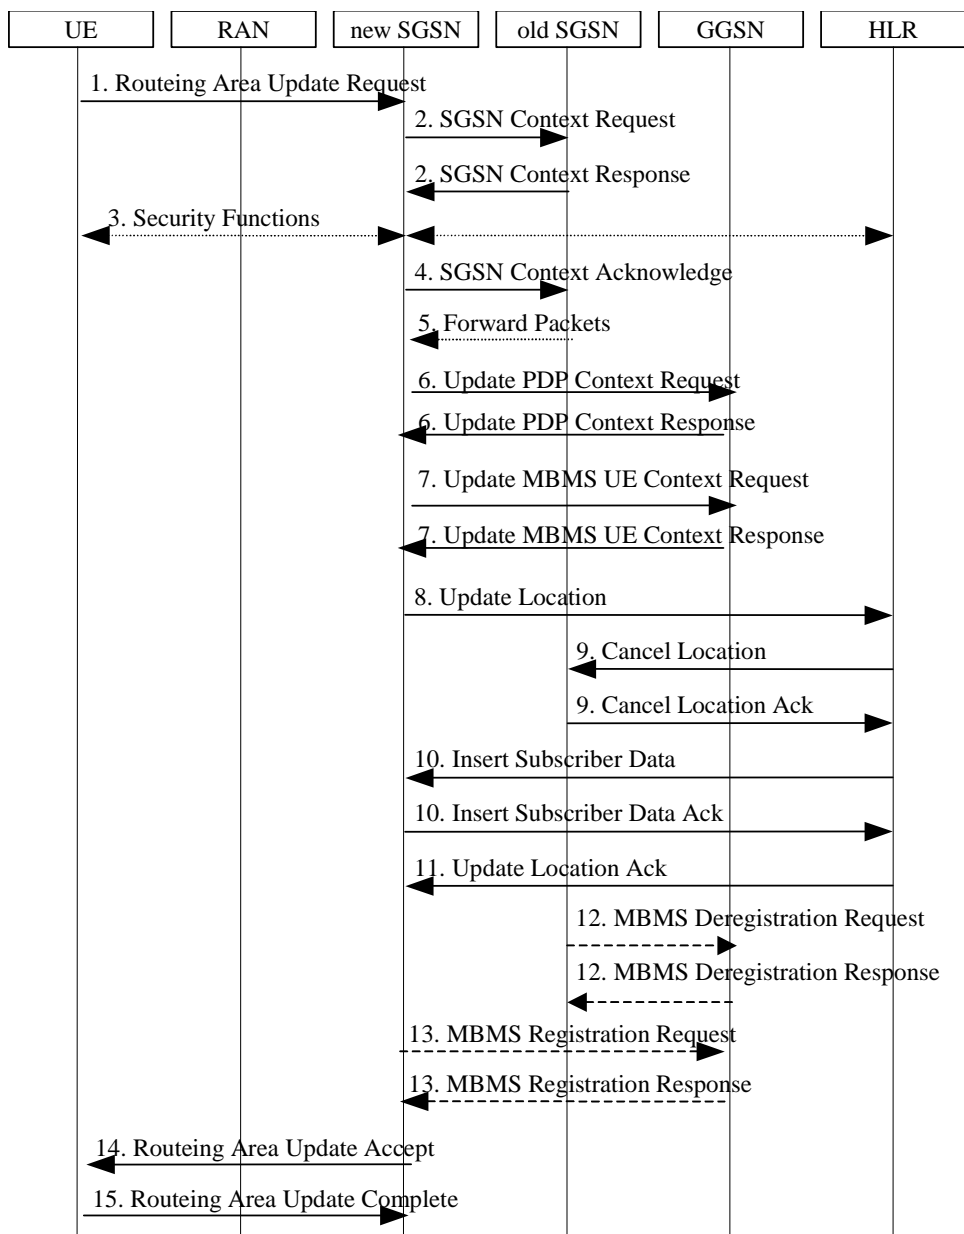 UE
RAN
new SGSN
old SGSN
GGSN
HLR
1. Routeing Area Update Request
2. SGSN Context Request
2. SGSN Context Response
3. Security Functions
4. SGSN Context Acknowledge
5. Forward Packets
6. Update PDP Context Request
6. Update PDP Context Response
7. Update MBMS UE Context Request
7. Update MBMS UE Context Response
8. Update Location
9. Cancel Location
9. Cancel Location Ack
10. Insert Subscriber Data
10. Insert Subscriber Data Ack
11. Update Location Ack
12. MBMS Deregistration Request
12. MBMS Deregistration Response
13. MBMS Registration Request
13. MBMS Registration Response
14. Routeing Area Update Accept
15. Routeing Area Update Complete